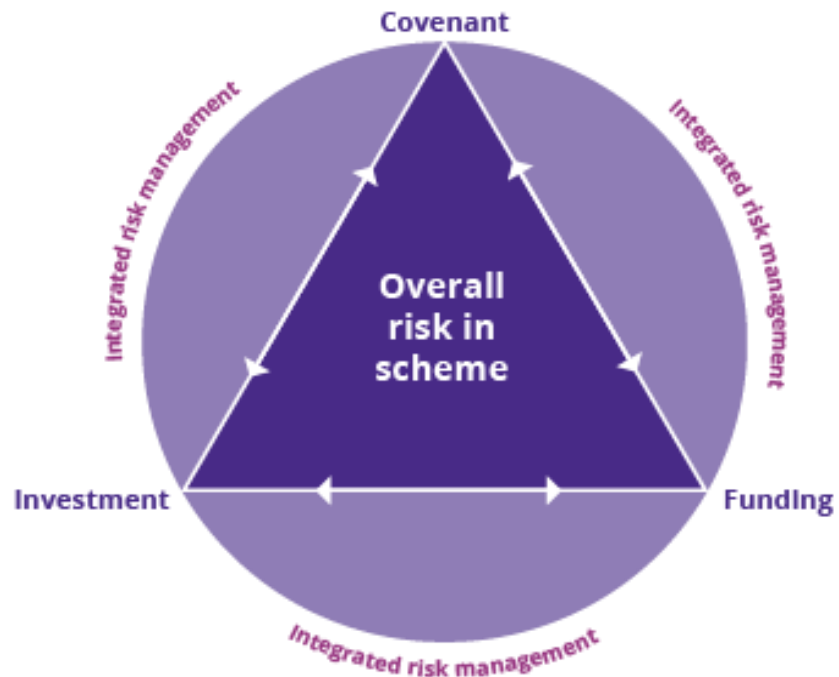 Covenant
Integrated risk management
Integrated risk management
Overall
risk in
scheme
Investment
Funding
Integrated risk management